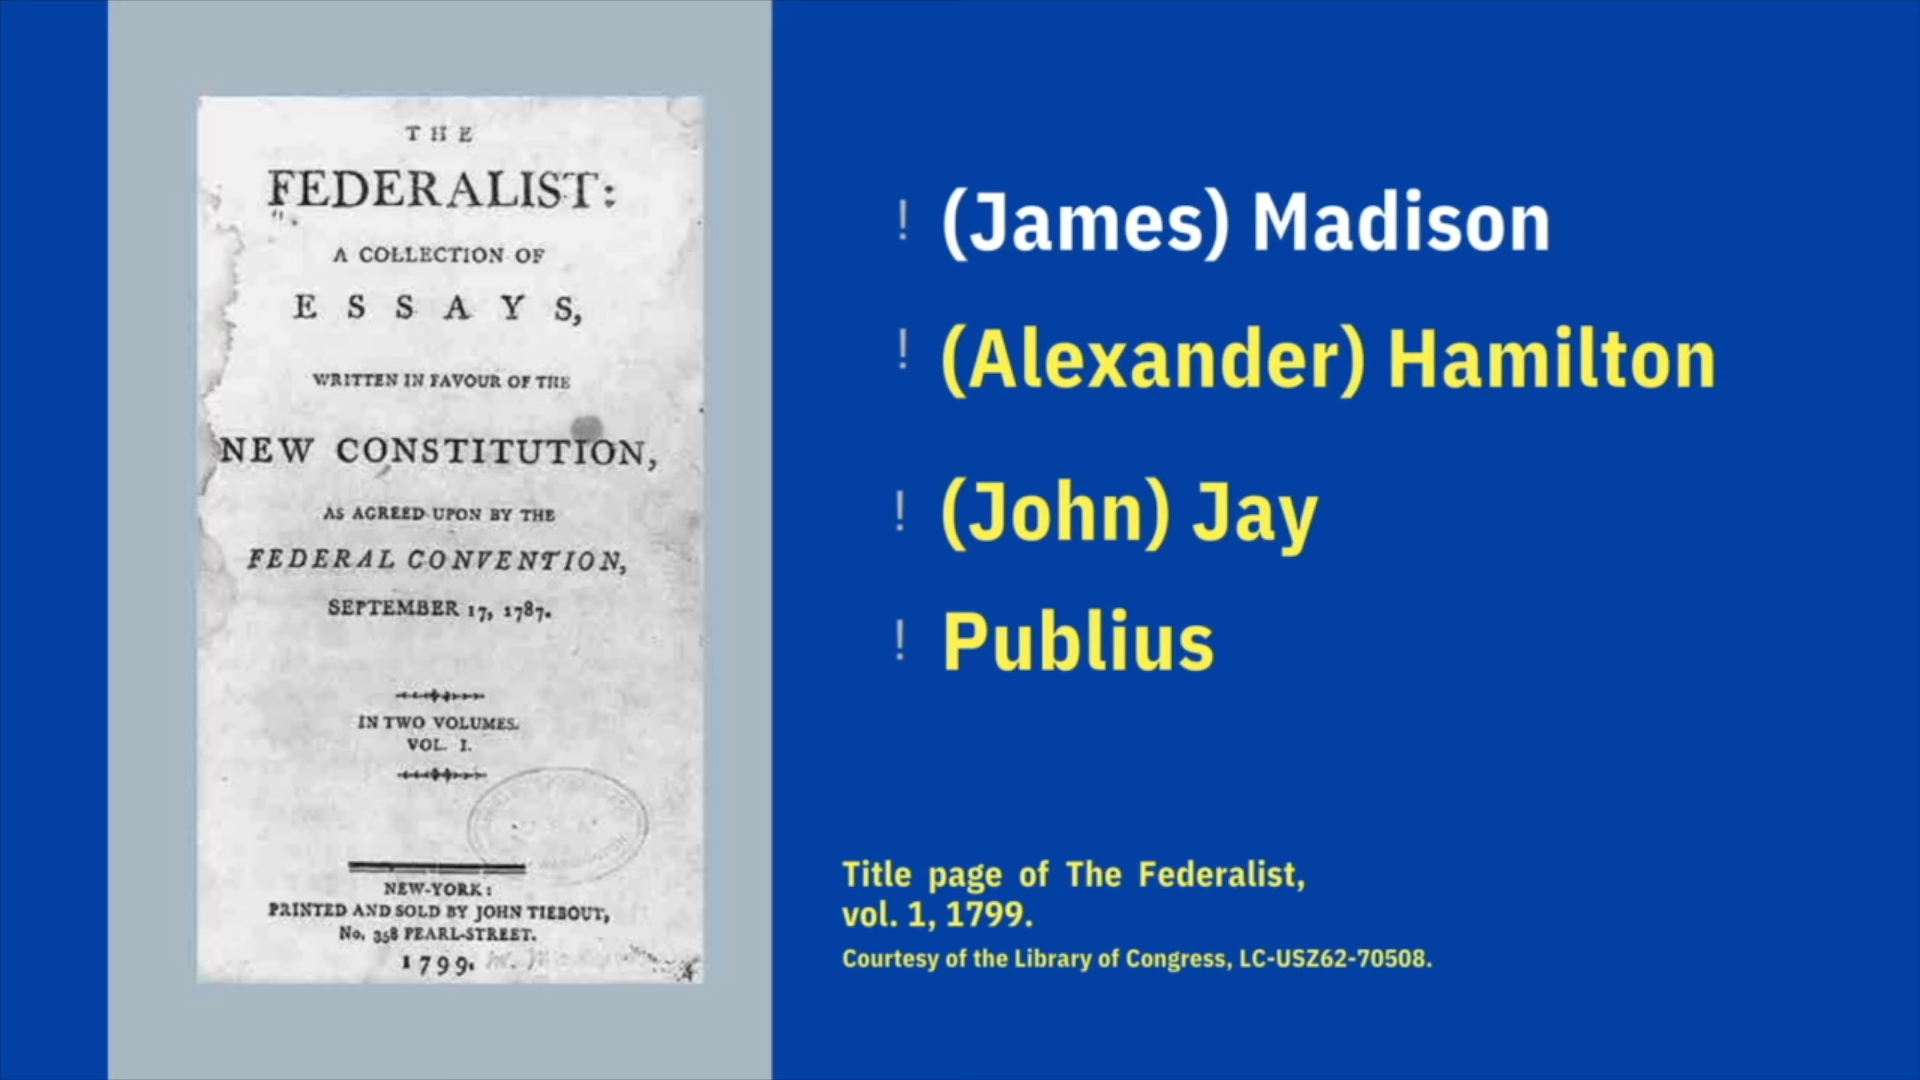 THE
FEDERALIST:
A COLLECTION OF
ESSAYS,
WRITTEN IN FAVOUR OF THE
NEW CONSTITUTION,
AS AGREED UPON BY THE
FEDERAL CONVENTION,
SEPTEMBER 17, 1787.
IN TWO VOLUMES.
VOL. I.
NEW-YORK:
PRINTED AND SOLD BY JOHN TIEBOUT,
No. 358 PEARL-STREET.
1799.
! (James) Madison
! (Alexander) Hamilton
! (John) Jay
! Publius
Title page of The Federalist,
vol. 1, 1799.
Courtesy of the Library of Congress, LC-USZ62-70508.